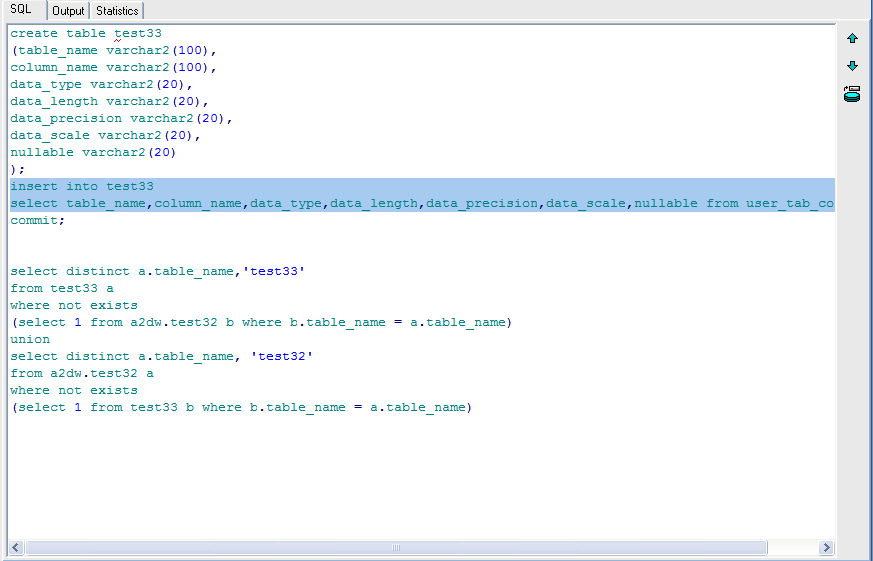 SQL Output Statistics
create table test33
(table_name varchar2(100),
column_name varchar2(100),
data_type varchar2(20),
data_length varchar2(20),
data_precision varchar2(20),
data_scale varchar2(20),
nullable varchar2(20)
);
insert into test33
select table_name,column_name,data_type,data_length,data_precision,data_scale,nullable from user_tab_co
commit;
select distinct a.table_name,'test33'
from test33 a
where not exists
(select 1 from a2dw.test32 b where b.table_name = a.table_name)
union
select distinct a.table_name, 'test32'
from a2dw.test32 a
where not exists
(select 1 from test33 b where b.table_name = a.table_name)